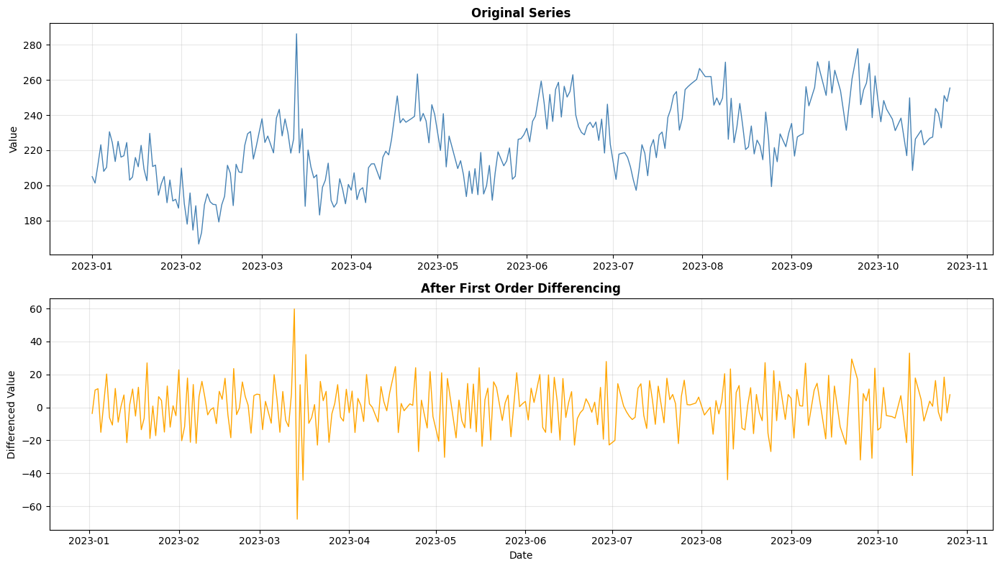 Original Series
Value
280
260
240
220
200
180
2023-01 2023-02 2023-03 2023-04 2023-05 2023-06 2023-07 2023-08 2023-09 2023-10 2023-11
After First Order Differencing
Differenced Value
60
40
20
0
−20
−40
−60
2023-01 2023-02 2023-03 2023-04 2023-05 2023-06 2023-07 2023-08 2023-09 2023-10 2023-11
Date